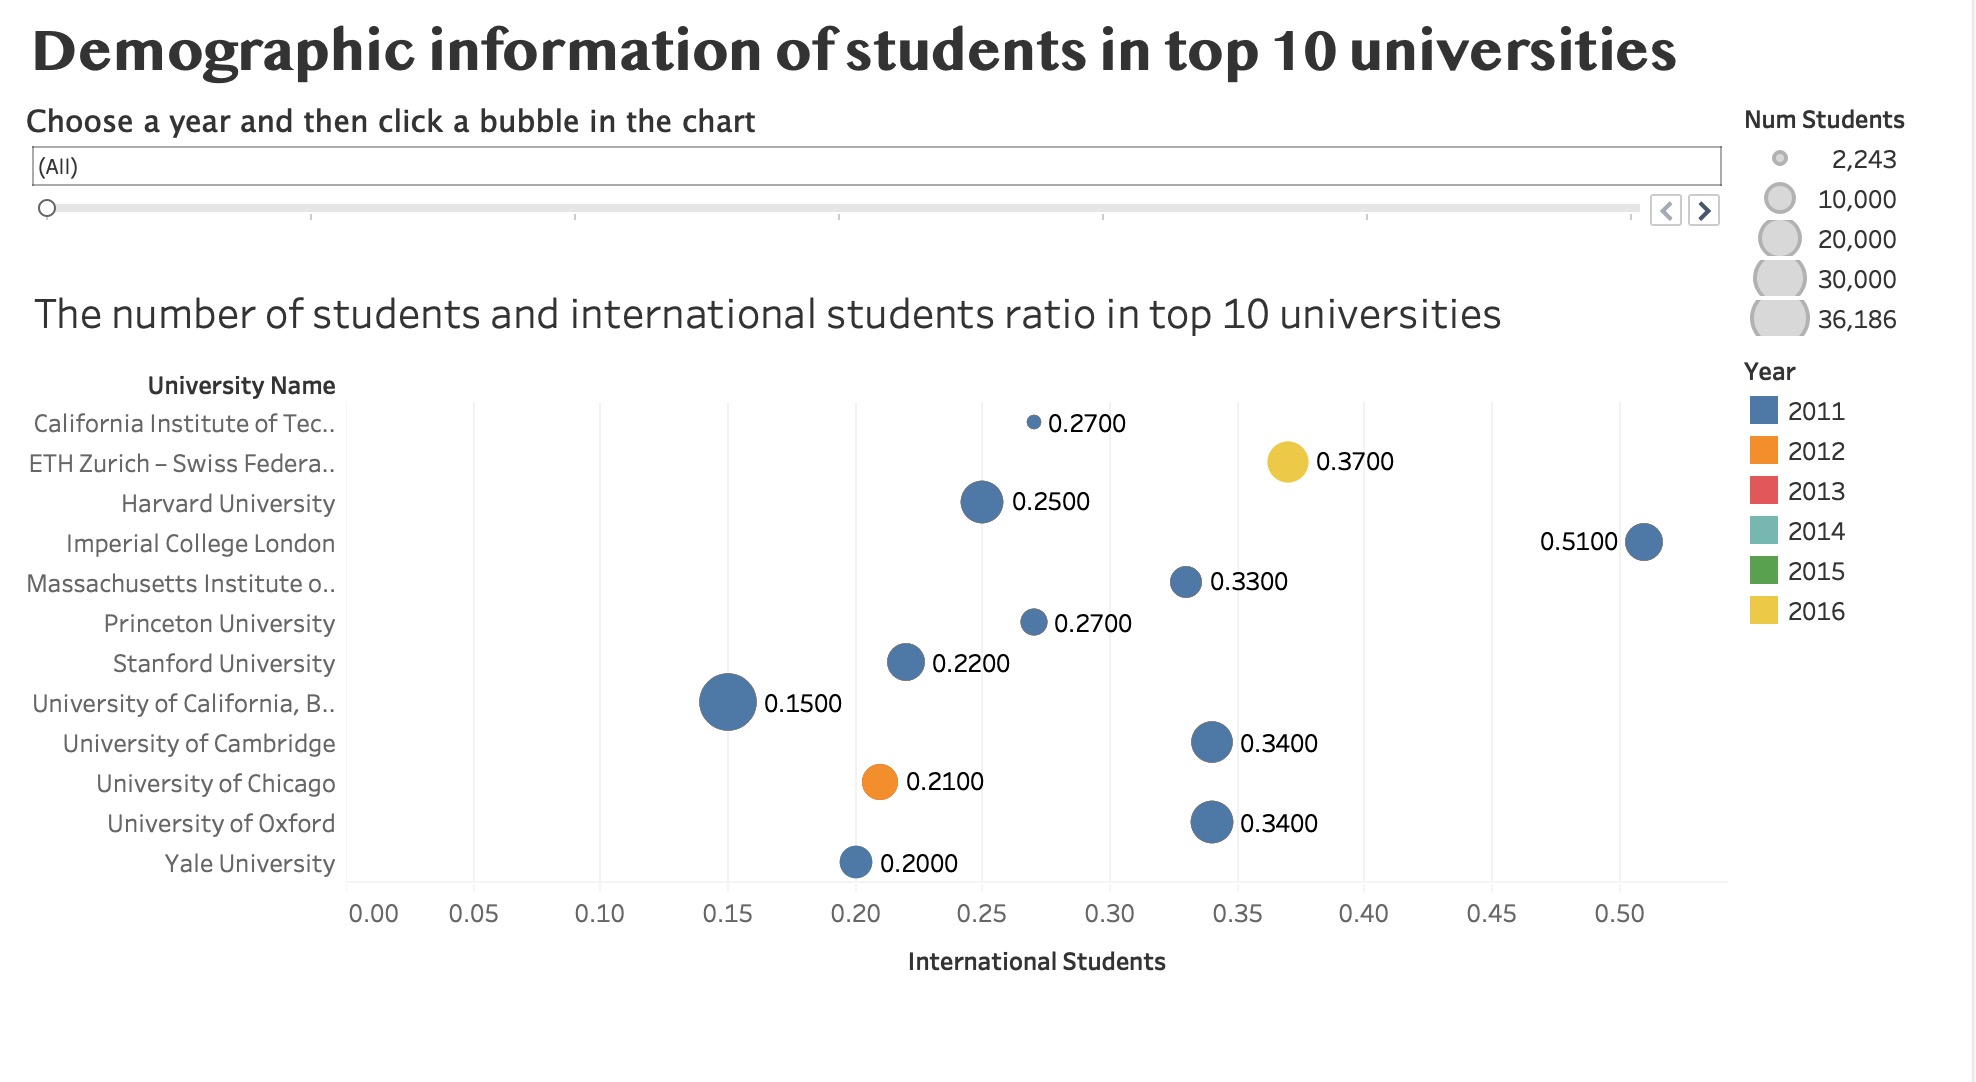 Demographic information of students in top 10 universities
Choose a year and then click a bubble in the chart
(All)
The number of students and international students ratio in top 10 universities
University Name
California Institute of Tec.. 0.2700
ETH Zurich – Swiss Federa.. 0.3700
Harvard University 0.2500
Imperial College London 0.5100
Massachusetts Institute o.. 0.3300
Princeton University 0.2700
Stanford University 0.2200
University of California, B.. 0.1500
University of Cambridge 0.3400
University of Chicago 0.2100
University of Oxford 0.3400
Yale University 0.2000
0.00 0.05 0.10 0.15 0.20 0.25 0.30 0.35 0.40 0.45 0.50
International Students
Num Students
2,243
10,000
20,000
30,000
36,186
Year
2011
2012
2013
2014
2015
2016